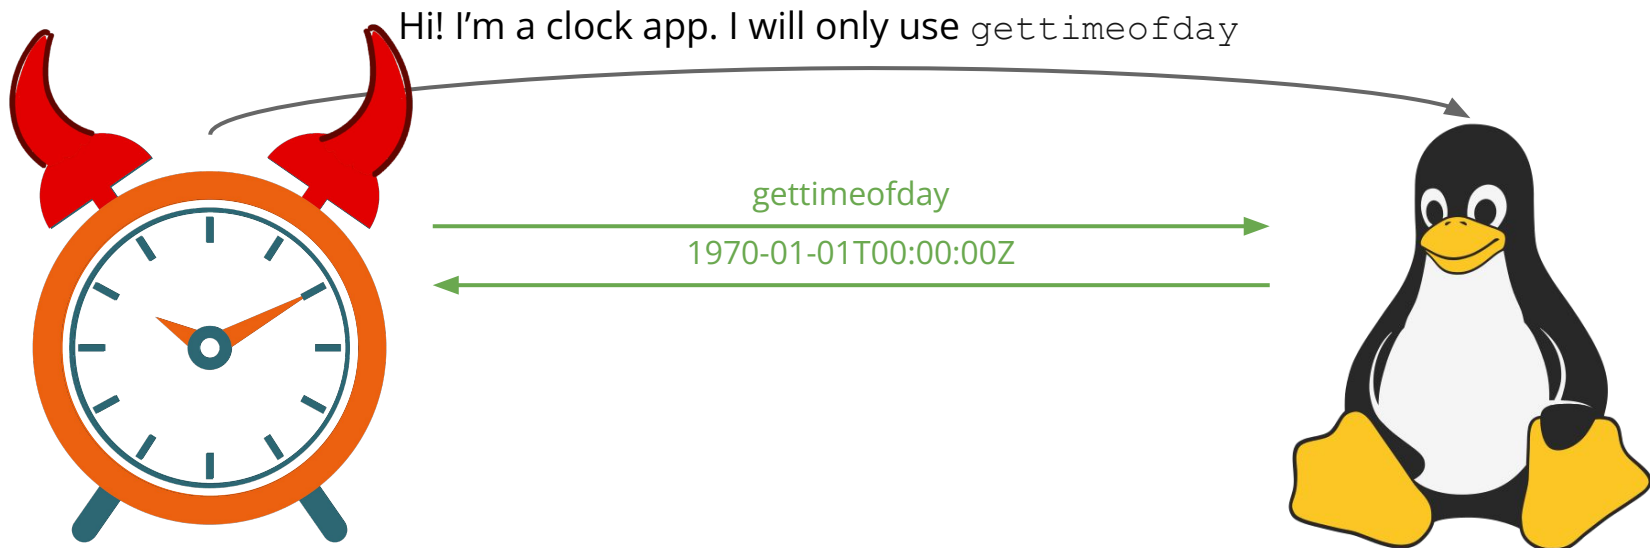 Hi! I’m a clock app. I will only use gettimeofday
gettimeofday
1970-01-01T00:00:00Z